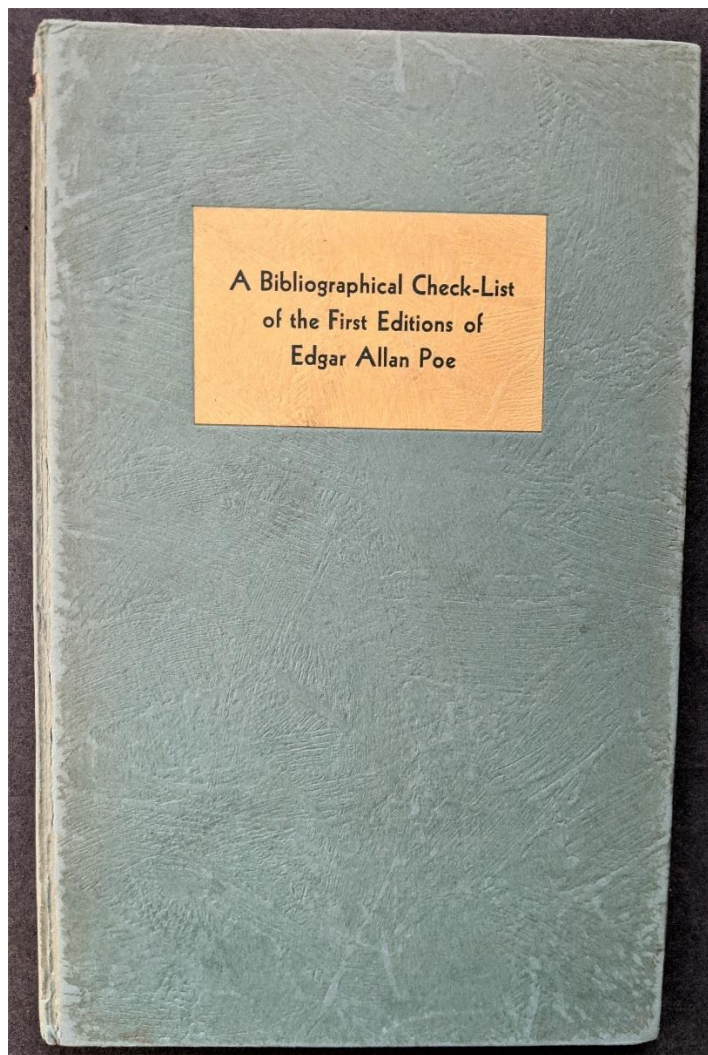 A Bibliographical Check-List
of the First Editions of
Edgar Allan Poe